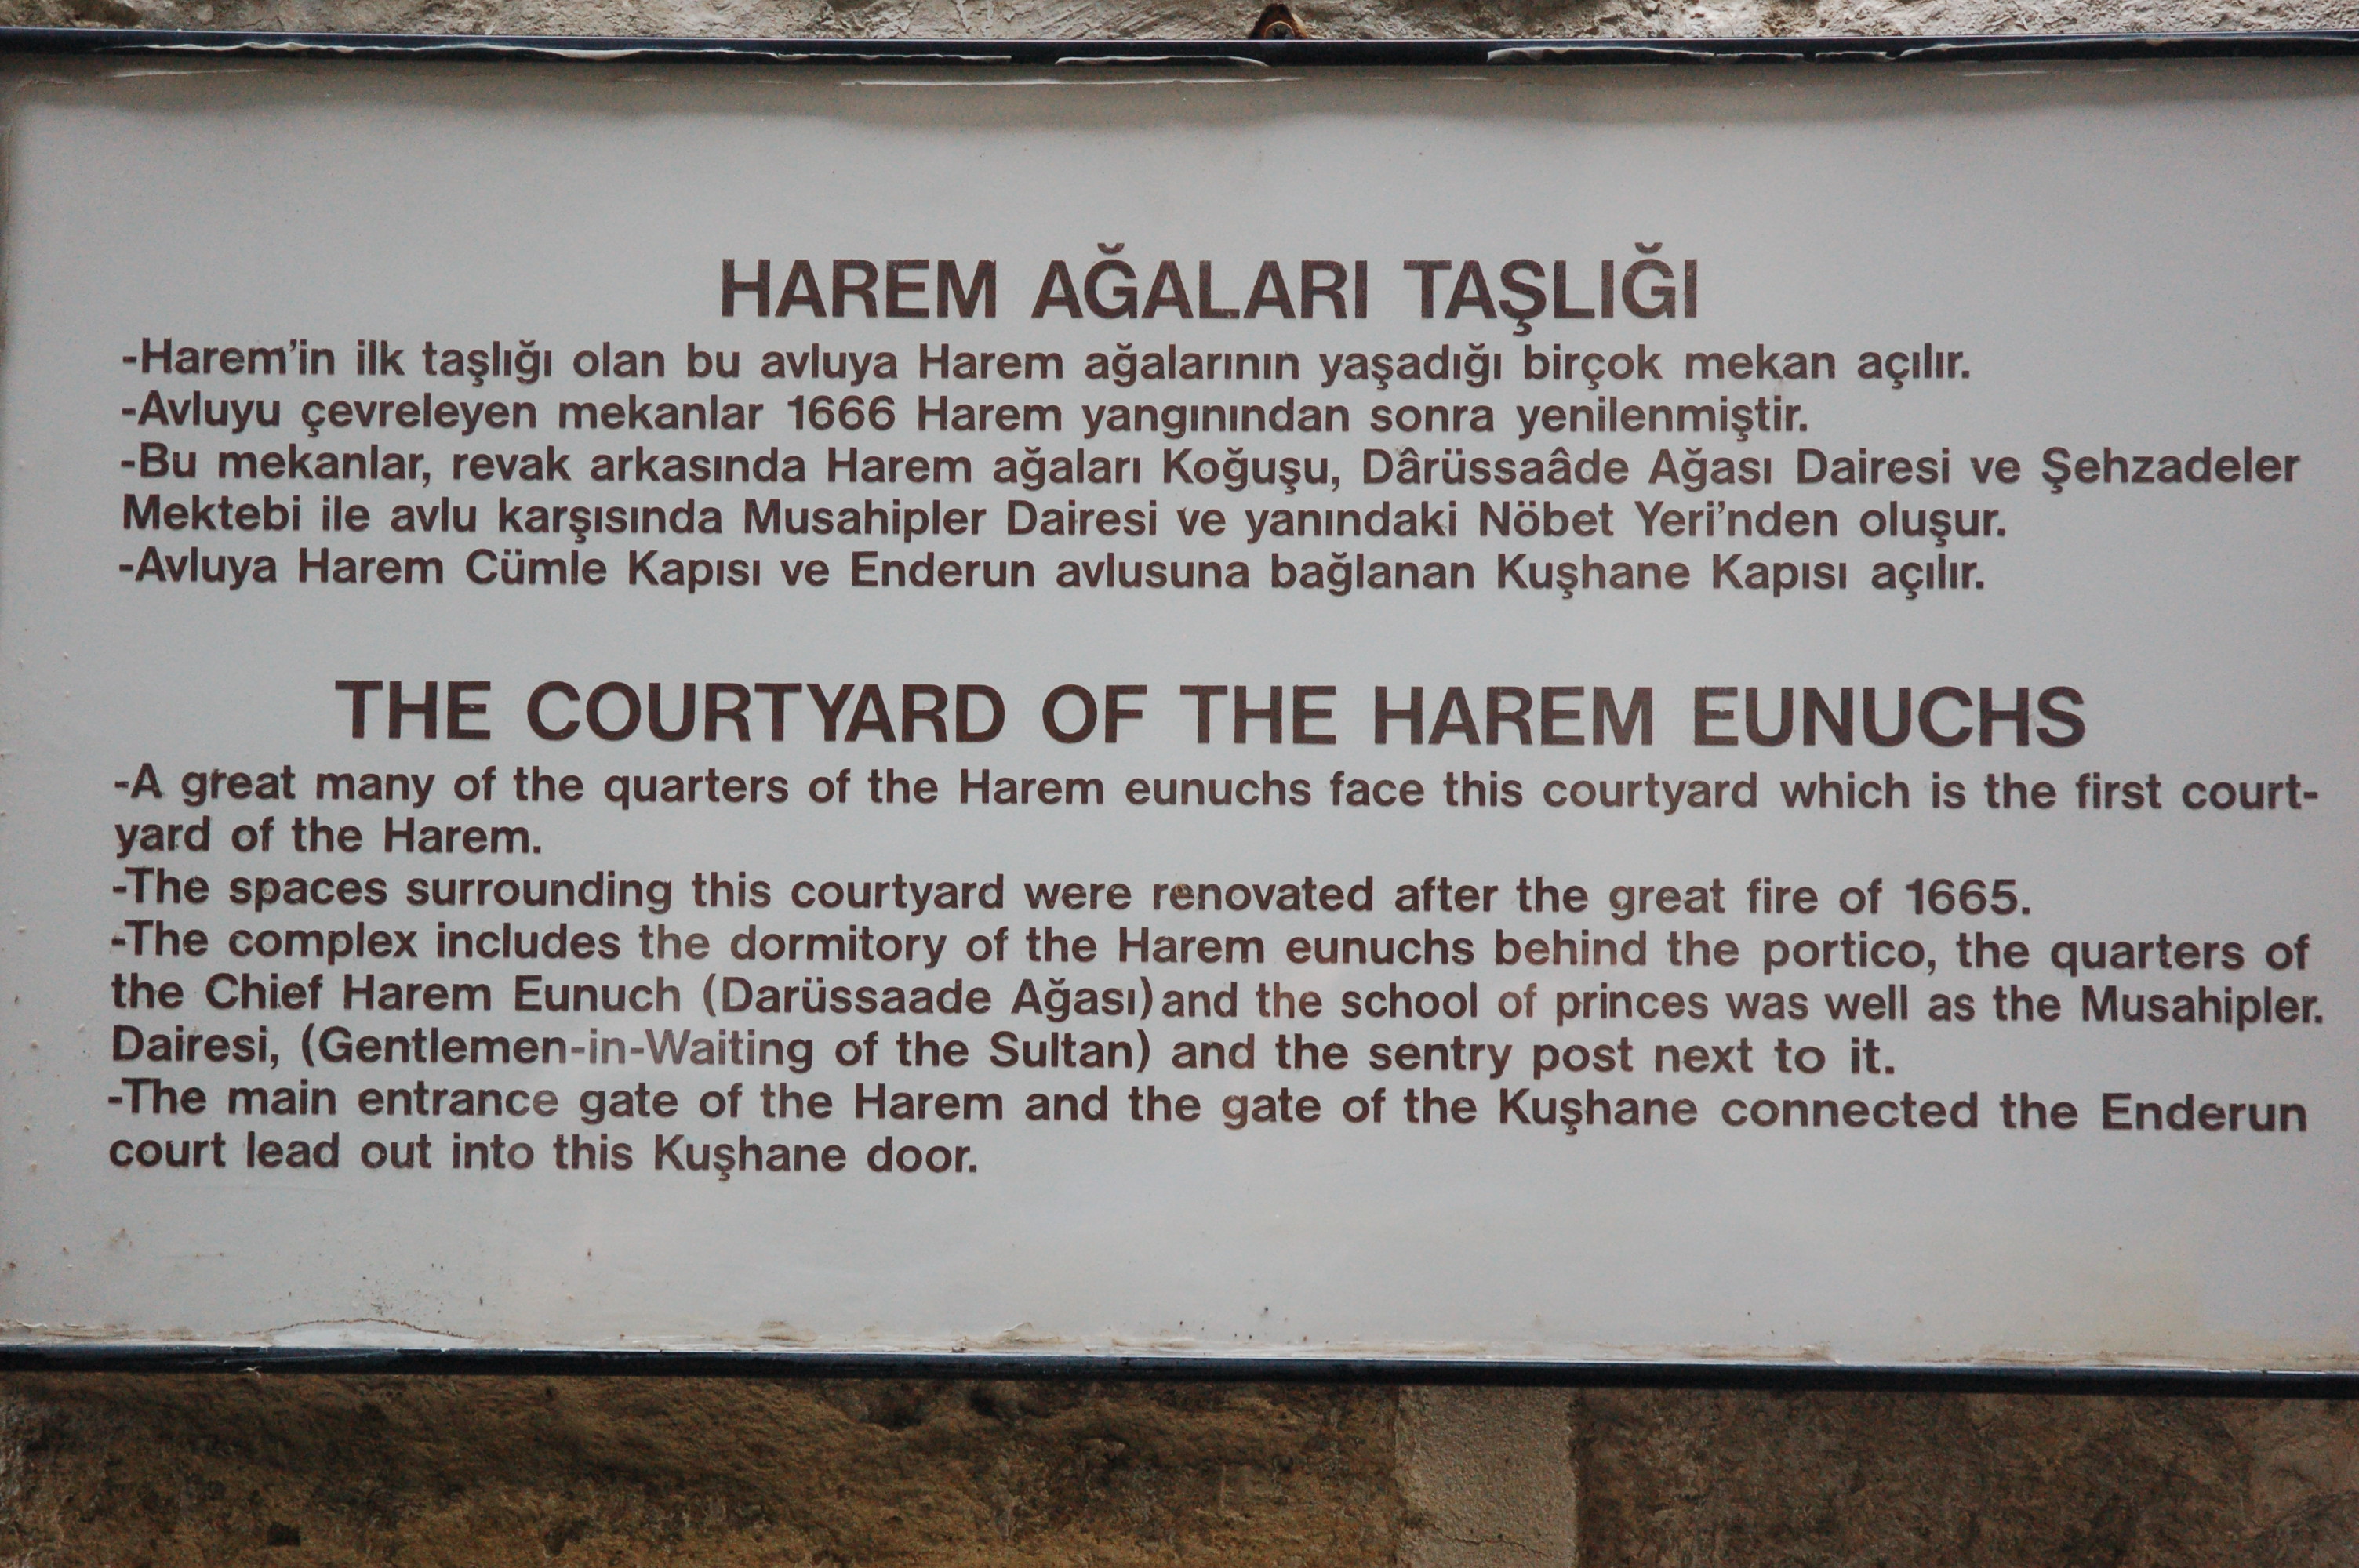 HAREM AĞALARI TAŞLIĞI
-Harem'in ilk taşlığı olan bu avluya Harem ağalarının yaşadığı birçok mekan açılır.
-Avluyu çevreleyen mekanlar 1666 Harem yangınından sonra yenilenmiştir.
-Bu mekanlar, revak arkasında Harem ağaları Koğuşu, Dârüssaâde Ağası Dairesi ve Şehzadeler
Mektebi ile avlu karşısında Musahipler Dairesi ve yanındaki Nöbet Yeri'nden oluşur.
-Avluya Harem Cümle Kapısı ve Enderun avlusuna bağlanan Kuşhane Kapısı açılır.
THE COURTYARD OF THE HAREM EUNUCHS
-A great many of the quarters of the Harem eunuchs face this courtyard which is the first court-
yard of the Harem.
-The spaces surrounding this courtyard were renovated after the great fire of 1665.
-The complex includes the dormitory of the Harem eunuchs behind the portico, the quarters of
the Chief Harem Eunuch (Darüssaade Ağası) and the school of princes was well as the Musahipler.
Dairesi, (Gentlemen-in-Waiting of the Sultan) and the sentry post next to it.
-The main entrance gate of the Harem and the gate of the Kuşhane connected the Enderun
court lead out into this Kuşhane door.